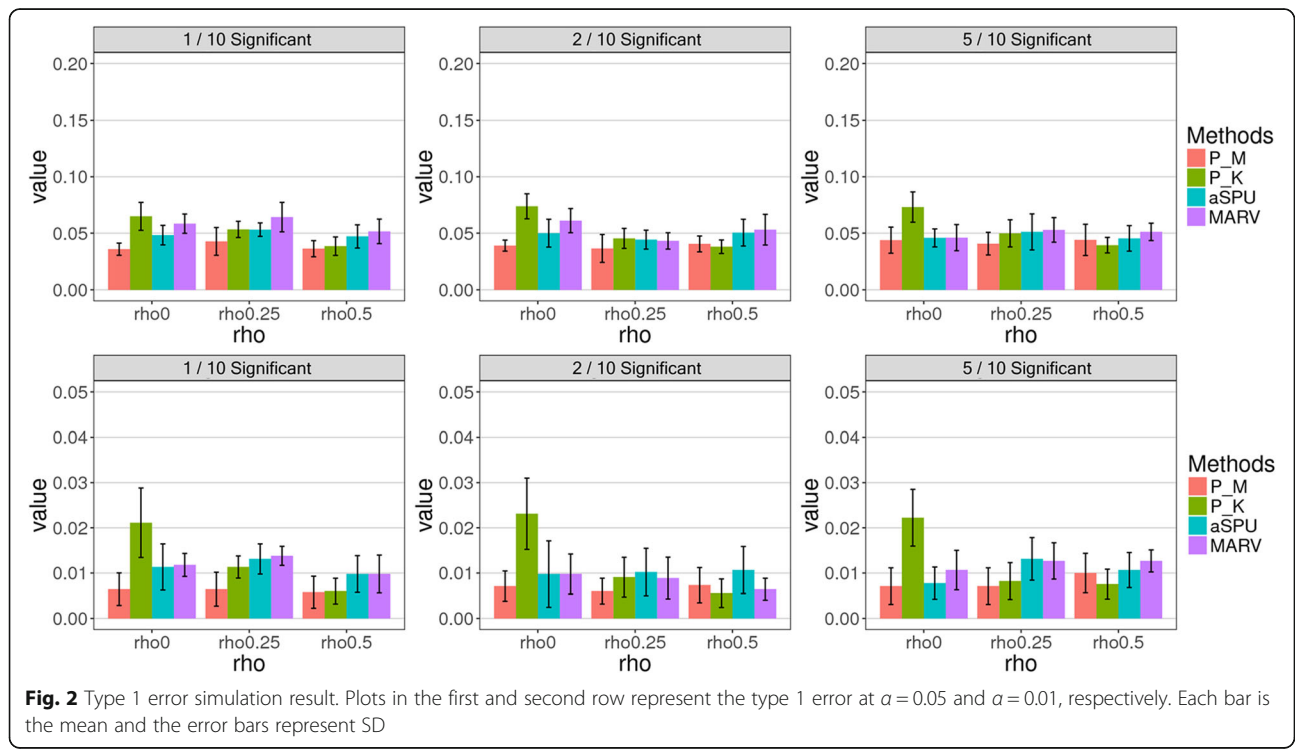 1 / 10 Significant 2 / 10 Significant 5 / 10 Significant
value
0.20
0.15
0.10
0.05
0.00
rho0 rho0.25 rho0.5
rho
value
0.20
0.15
0.10
0.05
0.00
rho0 rho0.25 rho0.5
rho
value
0.20
0.15
0.10
0.05
0.00
rho0 rho0.25 rho0.5
rho
Methods
P_M
P_K
aSPU
MARV
1 / 10 Significant 2 / 10 Significant 5 / 10 Significant
value
0.05
0.04
0.03
0.02
0.01
0.00
rho0 rho0.25 rho0.5
rho
value
0.05
0.04
0.03
0.02
0.01
0.00
rho0 rho0.25 rho0.5
rho
value
0.05
0.04
0.03
0.02
0.01
0.00
rho0 rho0.25 rho0.5
rho
Methods
P_M
P_K
aSPU
MARV
Fig. 2 Type 1 error simulation result. Plots in the first and second row represent the type 1 error at α = 0.05 and α = 0.01, respectively. Each bar is
the mean and the error bars represent SD